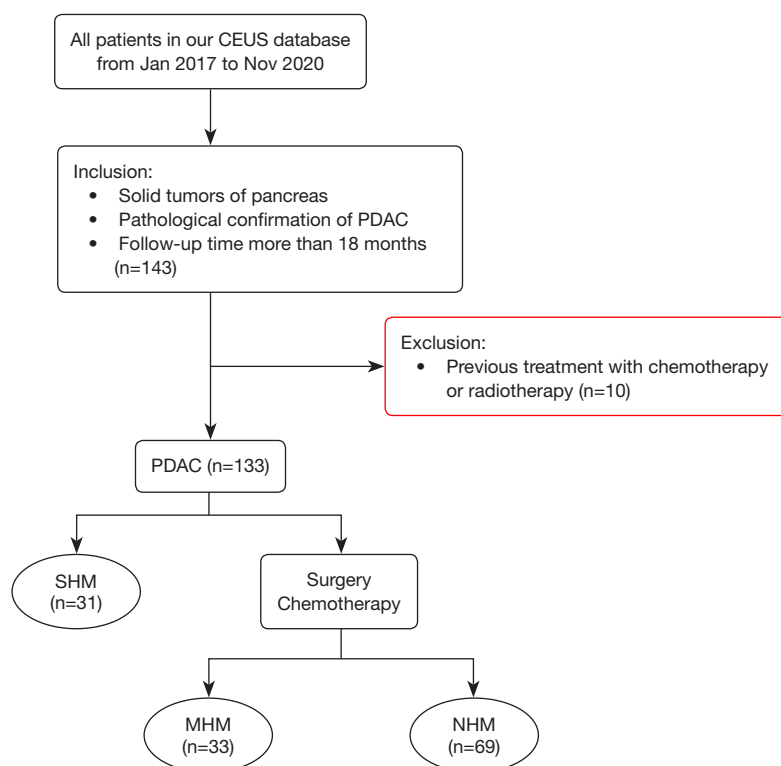 All patients in our CEUS database
from Jan 2017 to Nov 2020
Inclusion:
• Solid tumors of pancreas
• Pathological confirmation of PDAC
• Follow-up time more than 18 months
(n=143)
Exclusion:
• Previous treatment with chemotherapy
or radiotherapy (n=10)
PDAC (n=133)
SHM
(n=31)
Surgery
Chemotherapy
MHM
(n=33)
NHM
(n=69)